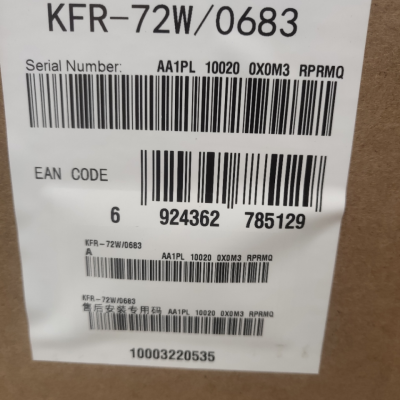 KFR-72W/0683
Serial Number: AA1PL 10020 0X0M3 RPRMQ
EAN CODE
6 924362 785129
KFR-72W/0683
A AA1PL 10020 0X0M3 RPRMQ
KFR-72W/0683
售后安装专用码 AA1PL 10020 0X0M3 RPRMQ
10003220535